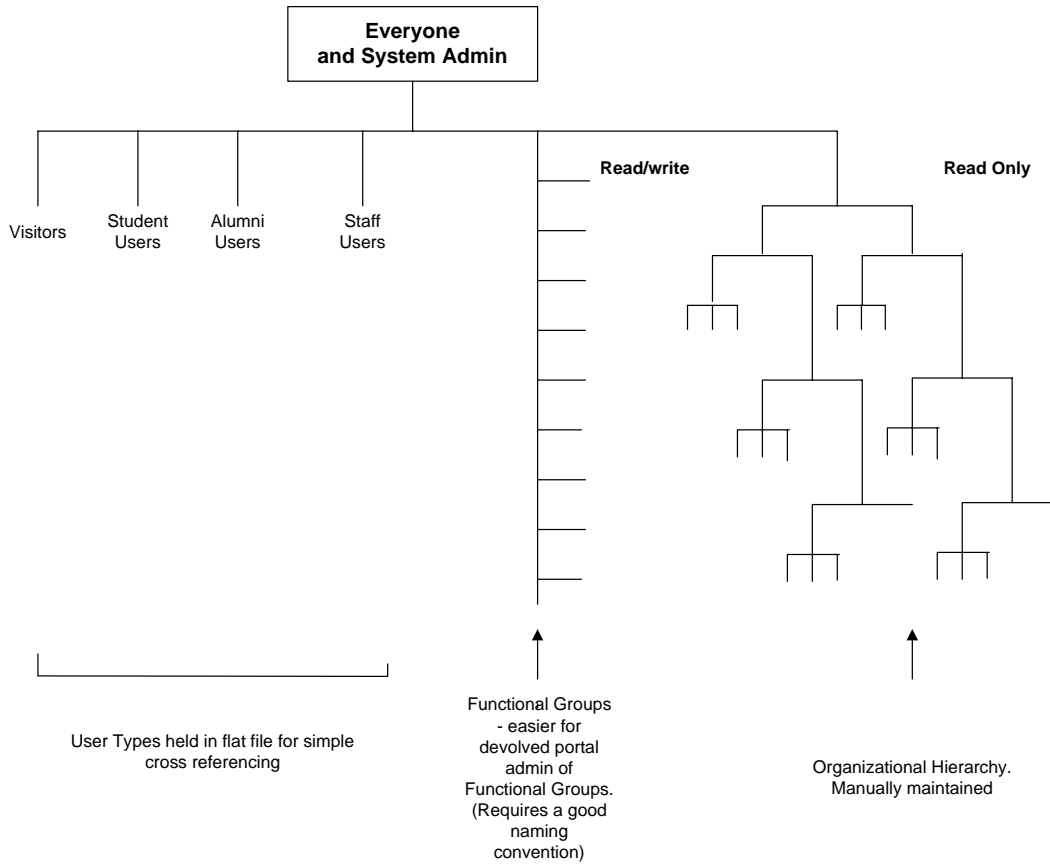 Everyone
and System Admin
Read/write
Read Only
Visitors
Student
Users
Alumni
Users
Staff
Users
User Types held in flat file for simple
cross referencing
Functional Groups
- easier for
devolved portal
admin of
Functional Groups.
(Requires a good
naming
convention)
Organizational Hierarchy.
Manually maintained